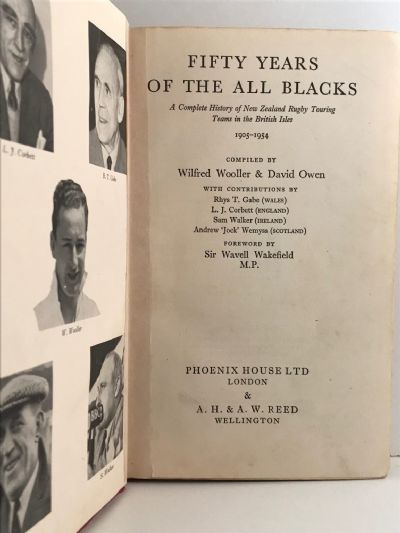 L. J. Corbett
R. T. Gabe
W. Wooller
S. Walker
FIFTY YEARS
OF THE ALL BLACKS
A Complete History of New Zealand Rugby Touring
Teams in the British Isles
1905-1954
COMPILED BY
Wilfred Wooller & David Owen
WITH CONTRIBUTIONS BY
Rhys T. Gabe (WALES)
L. J. Corbett (ENGLAND)
Sam Walker (IRELAND)
Andrew 'Jock' Wemyss (SCOTLAND)
FOREWORD BY
Sir Wavell Wakefield
M.P.
PHOENIX HOUSE LTD
LONDON
&
A. H. & A. W. REED
WELLINGTON